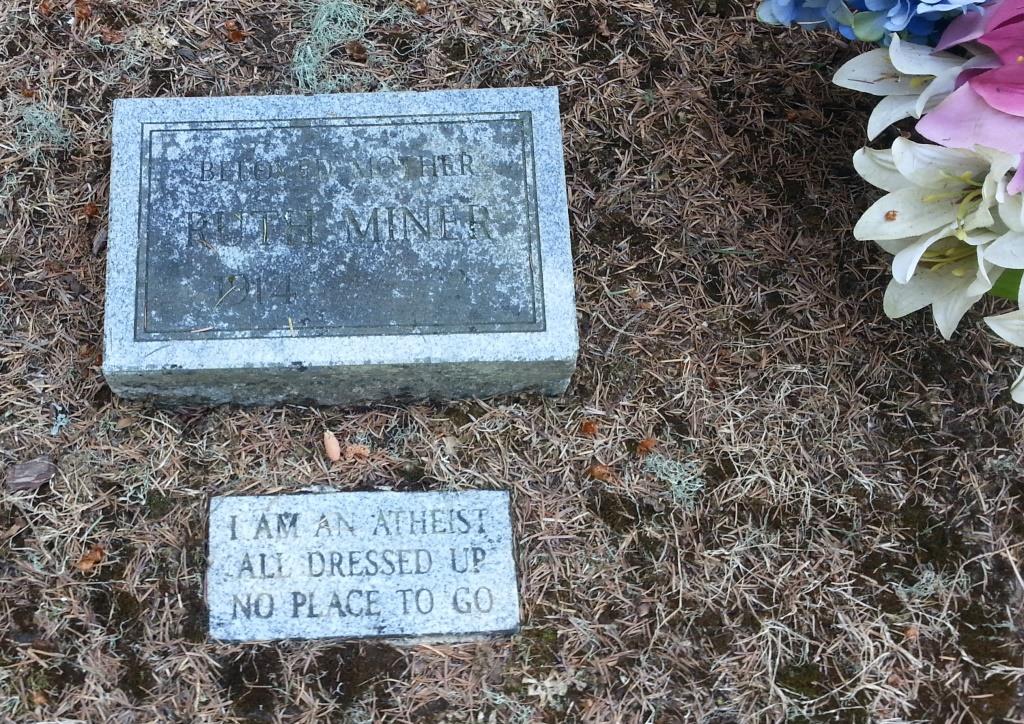 BELOVED MOTHER
RUTH MINER
1914
I AM AN ATHEIST
ALL DRESSED UP
NO PLACE TO GO